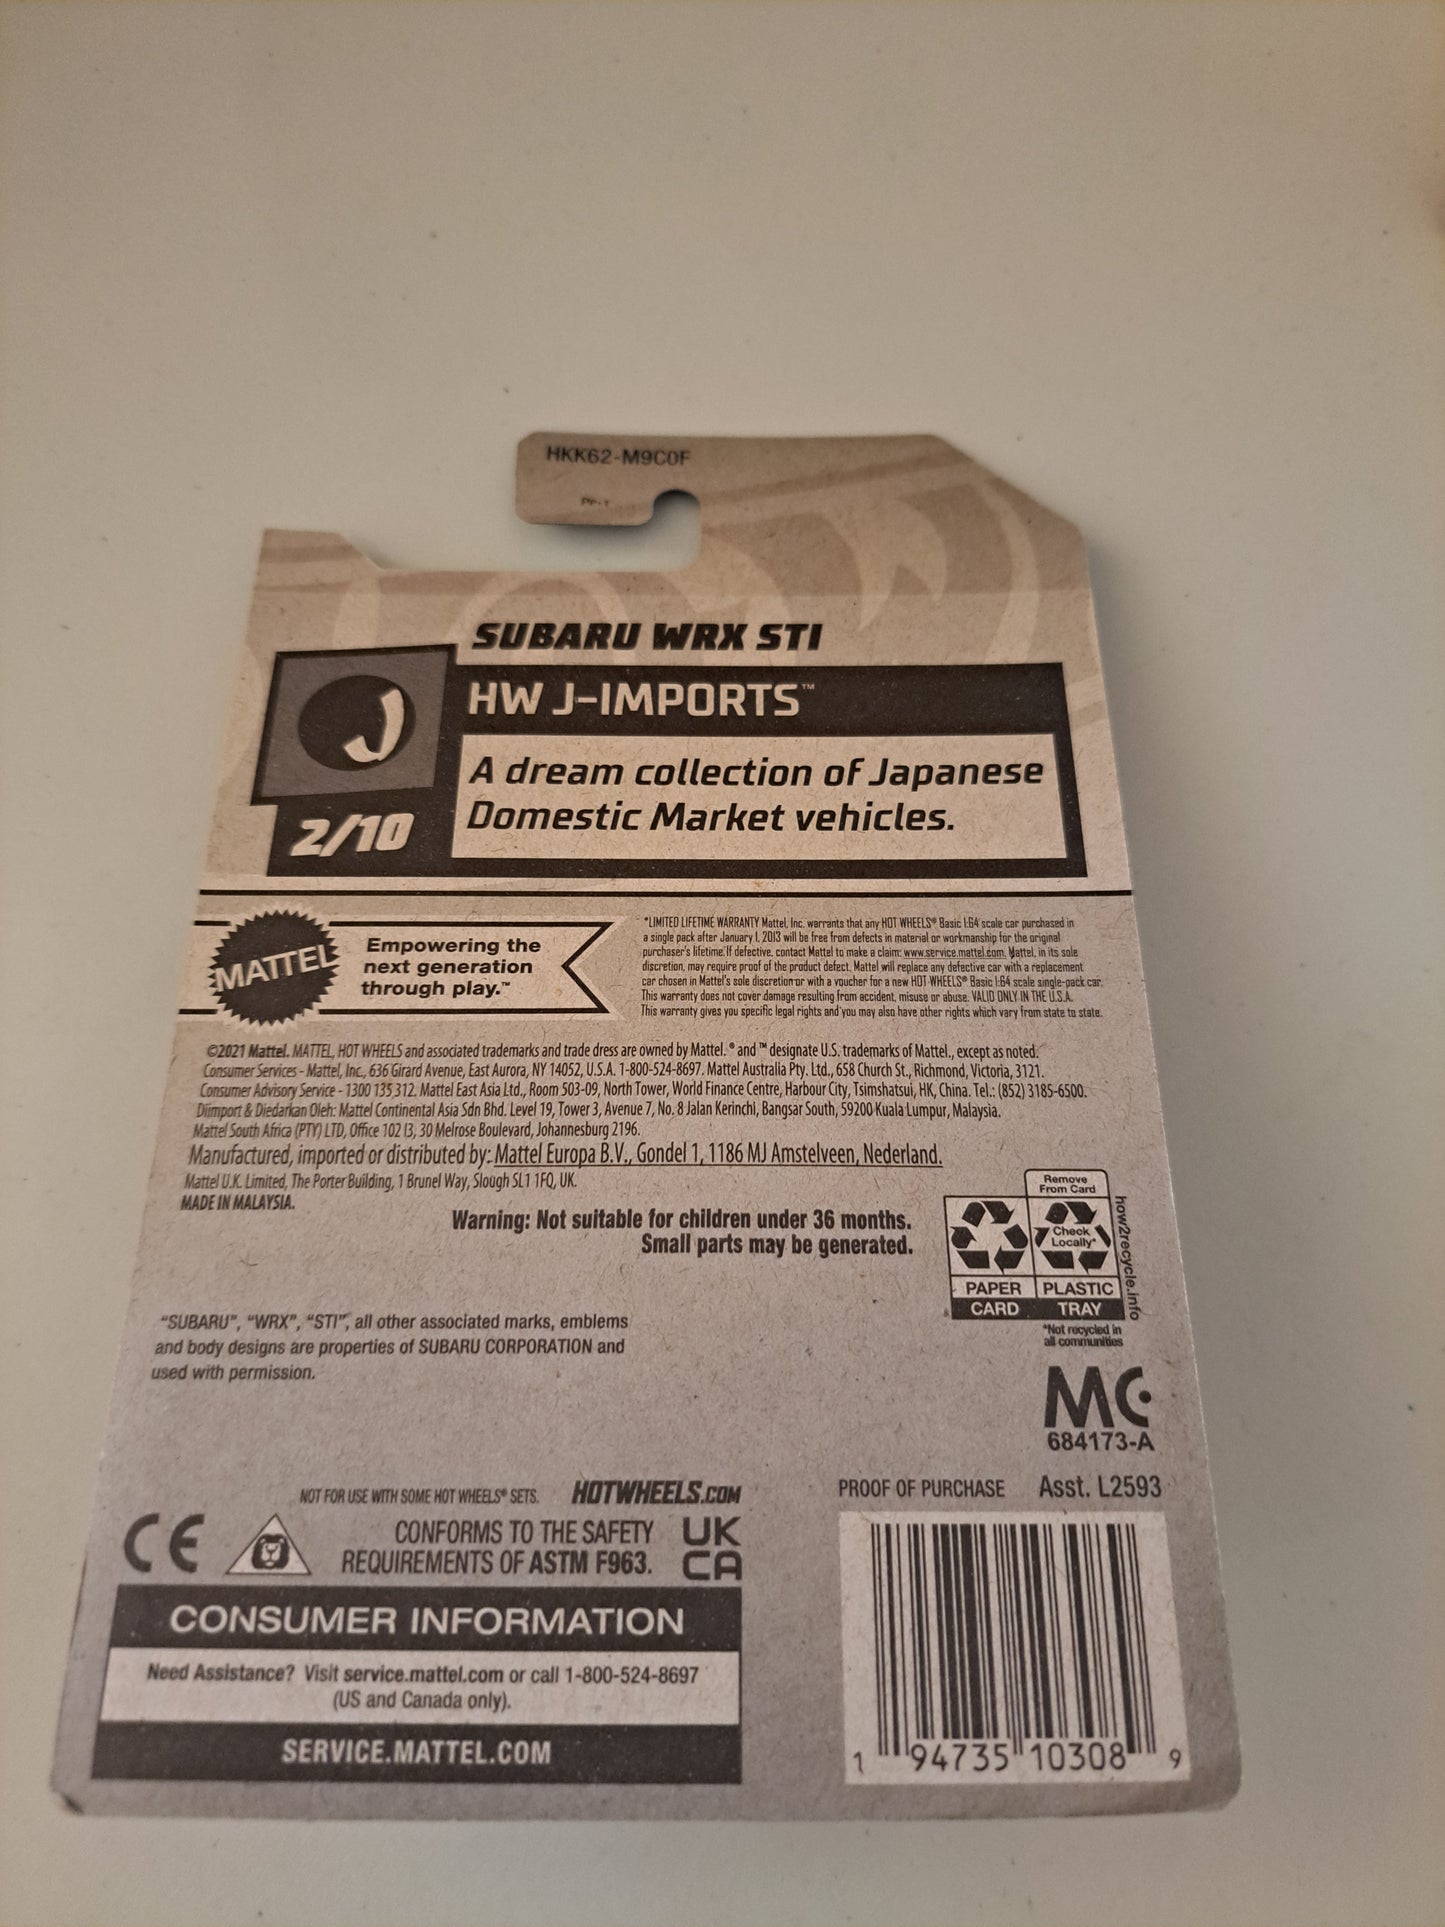 HKK62-M9C0F
SUBARU WRX STI
J
HW J-IMPORTS™
A dream collection of Japanese
Domestic Market vehicles.
2/10
MATTEL
Empowering the
next generation
through play.™
*LIMITED LIFETIME WARRANTY Mattel, Inc. warrants that any HOT WHEELS® Basic 1:64 scale car purchased in
a single pack after January 1, 2013 will be free from defects in material or workmanship for the original
purchaser's lifetime. If defective, contact Mattel to make a claim: www.service.mattel.com. Mattel, in its sole
discretion, may require proof of the product defect. Mattel will replace any defective car with a replacement
car chosen in Mattel's sole discretion or with a voucher for a new HOT WHEELS® Basic 1:64 scale single-pack car.
This warranty does not cover damage resulting from accident, misuse or abuse. VALID ONLY IN THE U.S.A.
This warranty gives you specific legal rights and you may also have other rights which vary from state to state.
©2021 Mattel. MATTEL, HOT WHEELS and associated trademarks and trade dress are owned by Mattel. ® and ™ designate U.S. trademarks of Mattel., except as noted.
Consumer Services - Mattel, Inc., 636 Girard Avenue, East Aurora, NY 14052, U.S.A. 1-800-524-8697. Mattel Australia Pty. Ltd., 658 Church St., Richmond, Victoria, 3121.
Consumer Advisory Service - 1300 135 312. Mattel East Asia Ltd., Room 503-09, North Tower, World Finance Centre, Harbour City, Tsimshatsui, HK, China. Tel.: (852) 3185-6500.
Diimport & Diedarkan Oleh: Mattel Continental Asia Sdn Bhd. Level 19, Tower 3, Avenue 7, No. 8 Jalan Kerinchi, Bangsar South, 59200 Kuala Lumpur, Malaysia.
Mattel South Africa (PTY) LTD, Office 102 I3, 30 Melrose Boulevard, Johannesburg 2196.
Manufactured, imported or distributed by: Mattel Europa B.V., Gondel 1, 1186 MJ Amstelveen, Nederland.
Mattel U.K. Limited, The Porter Building, 1 Brunel Way, Slough SL1 1FQ, UK.
MADE IN MALAYSIA.
Warning: Not suitable for children under 36 months.
Small parts may be generated.
Remove
From Card
Check
Locally*
PAPER PLASTIC
CARD TRAY
how2recycle.info
*Not recycled in
all communities
"SUBARU", "WRX", "STI", all other associated marks, emblems
and body designs are properties of SUBARU CORPORATION and
used with permission.
MC
684173-A
NOT FOR USE WITH SOME HOT WHEELS® SETS. HOTWHEELS.COM
PROOF OF PURCHASE Asst. L2593
CE
CONFORMS TO THE SAFETY
REQUIREMENTS OF ASTM F963.
UK
CA
CONSUMER INFORMATION
Need Assistance? Visit service.mattel.com or call 1-800-524-8697
(US and Canada only).
SERVICE.MATTEL.COM
1 94735 10308 9